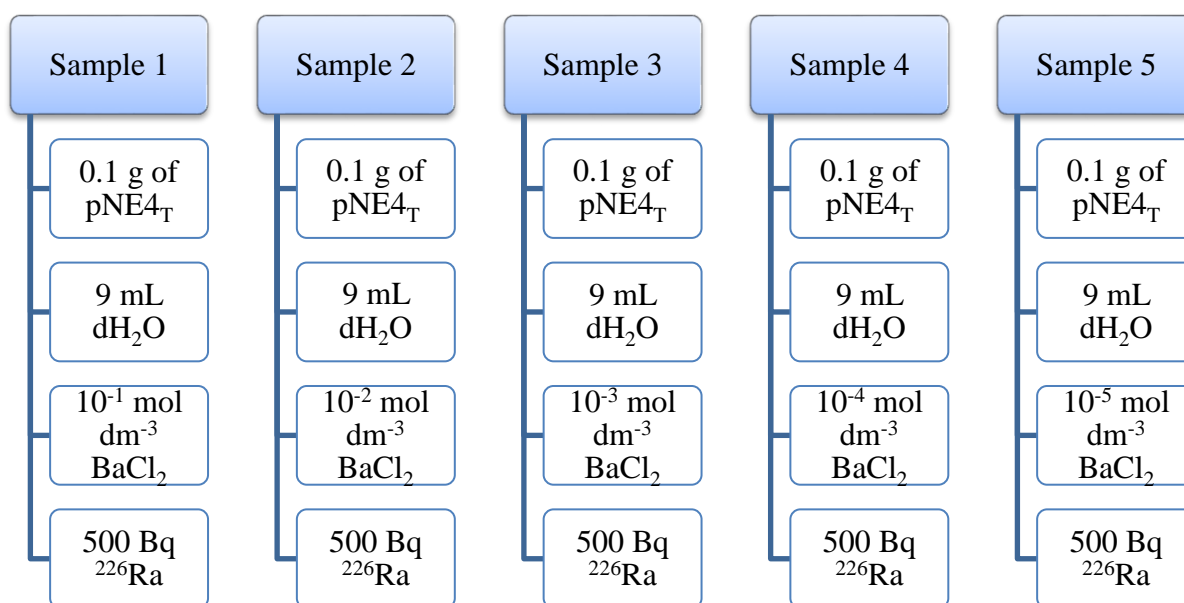 Sample 1
0.1 g of
pNE4T
9 mL
dH2O
10-1 mol
dm-3
BaCl2
500 Bq
226Ra
Sample 2
0.1 g of
pNE4T
9 mL
dH2O
10-2 mol
dm-3
BaCl2
500 Bq
226Ra
Sample 3
0.1 g of
pNE4T
9 mL
dH2O
10-3 mol
dm-3
BaCl2
500 Bq
226Ra
Sample 4
0.1 g of
pNE4T
9 mL
dH2O
10-4 mol
dm-3
BaCl2
500 Bq
226Ra
Sample 5
0.1 g of
pNE4T
9 mL
dH2O
10-5 mol
dm-3
BaCl2
500 Bq
226Ra